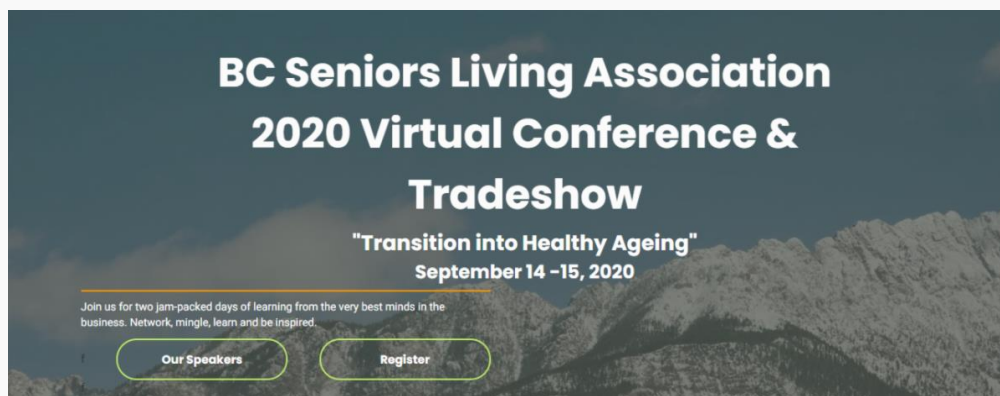 BC Seniors Living Association
2020 Virtual Conference &
Tradeshow
"Transition into Healthy Ageing"
September 14 -15, 2020
Join us for two jam-packed days of learning from the very best minds in the
business. Network, mingle, learn and be inspired.
Our Speakers
Register